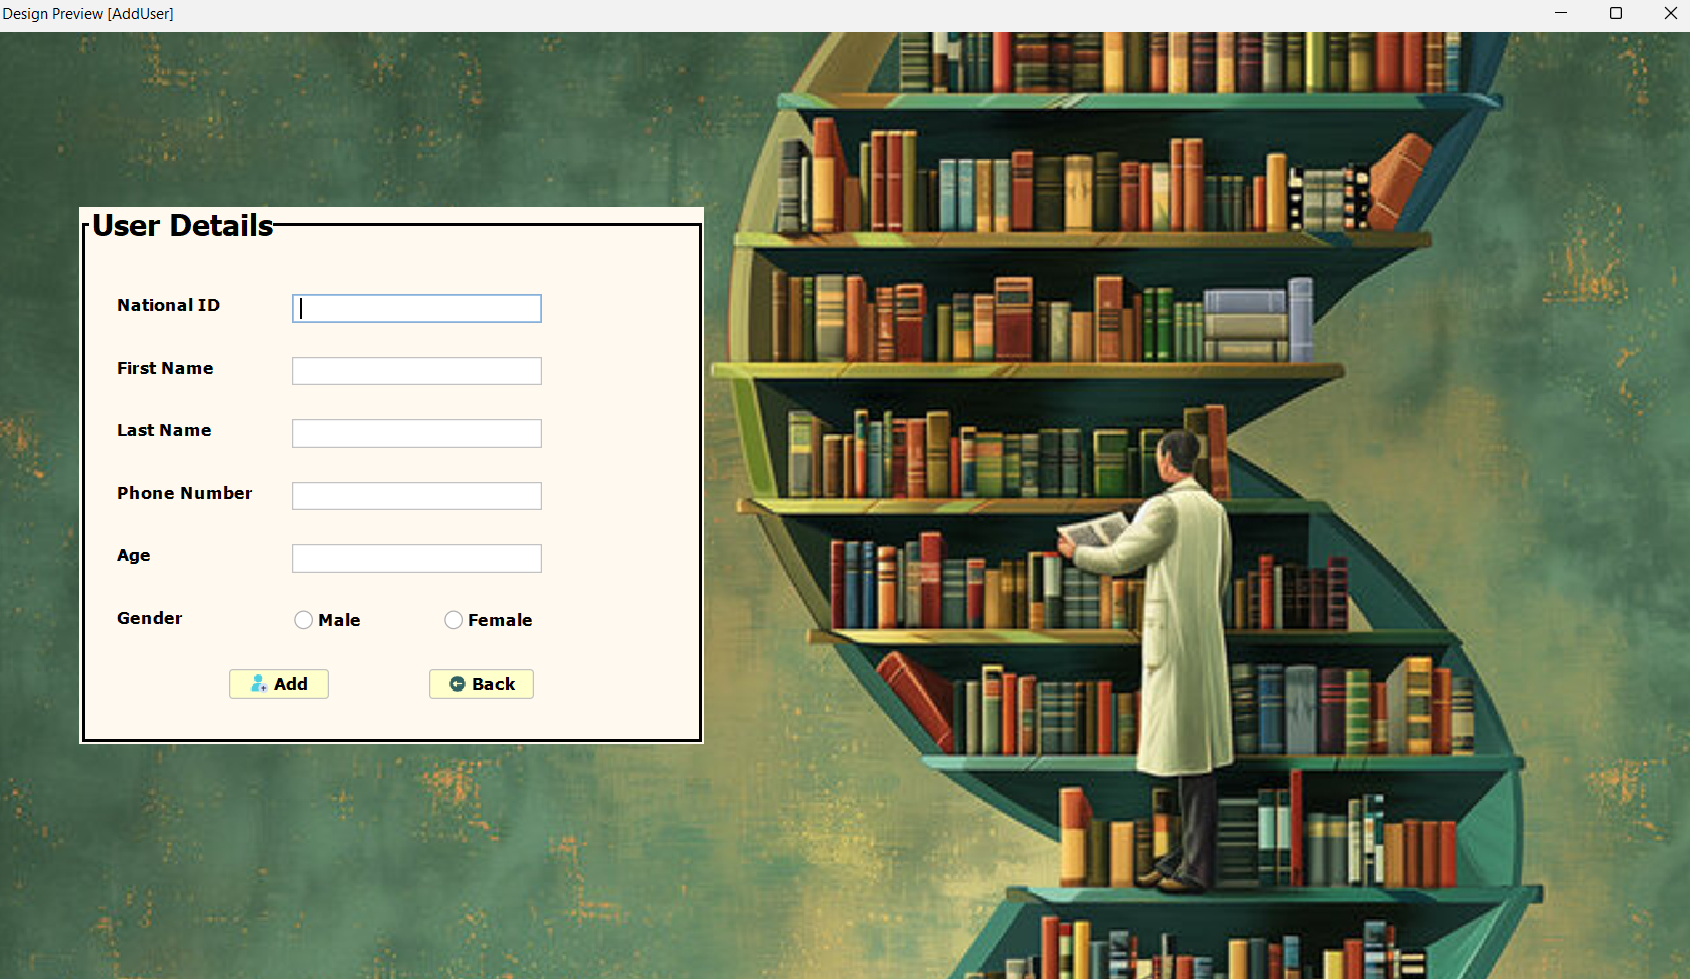 Design Preview [AddUser]
User Details
National ID
First Name
Last Name
Phone Number
Age
Gender Male Female
Add Back